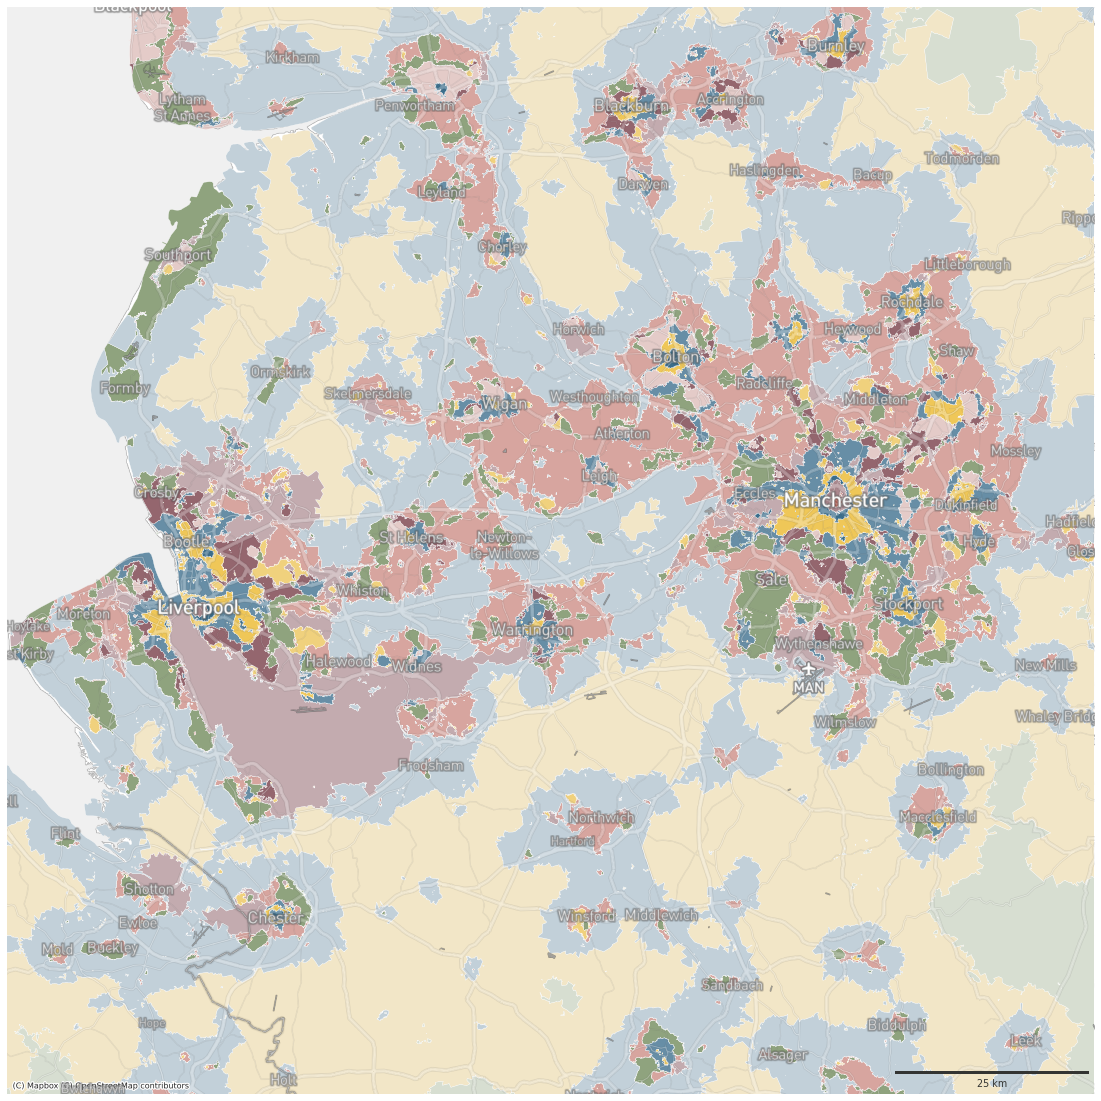 Blackpool
Kirkham
Burnley
Lytham
St Annes
Penwortham
Blackburn
Accrington
Todmorden
Haslingden
Bacup
Leyland
Darwen
Rippo
Chorley
Southport
Littleborough
Rochdale
Horwich
Heywood
Shaw
Bolton
Ormskirk
Formby
Skelmersdale
Radcliffe
Wigan
Westhoughton
Middleton
Atherton
Mossley
Leigh
Crosby
Eccles
Manchester
Dukinfield
Hadfield
Bootle
St Helens
Newton-
le-Willows
Hyde
Glos
Whiston
Sale
Liverpool
Stockport
Moreton
Hoylake
Warrington
st Kirby
Halewood
Widnes
Wythenshawe
New Mills
MAN
Wilmslow
Whaley Bridg
Frodsham
Bollington
ell
Northwich
Macclesfield
Flint
Hartford
Shotton
Chester
Winsford
Middlewich
Ewloe
Mold
Buckley
Sandbach
Hope
Biddulph
Leek
Alsager
Holt
(C) Mapbox (C) OpenStreetMap contributors
25 km